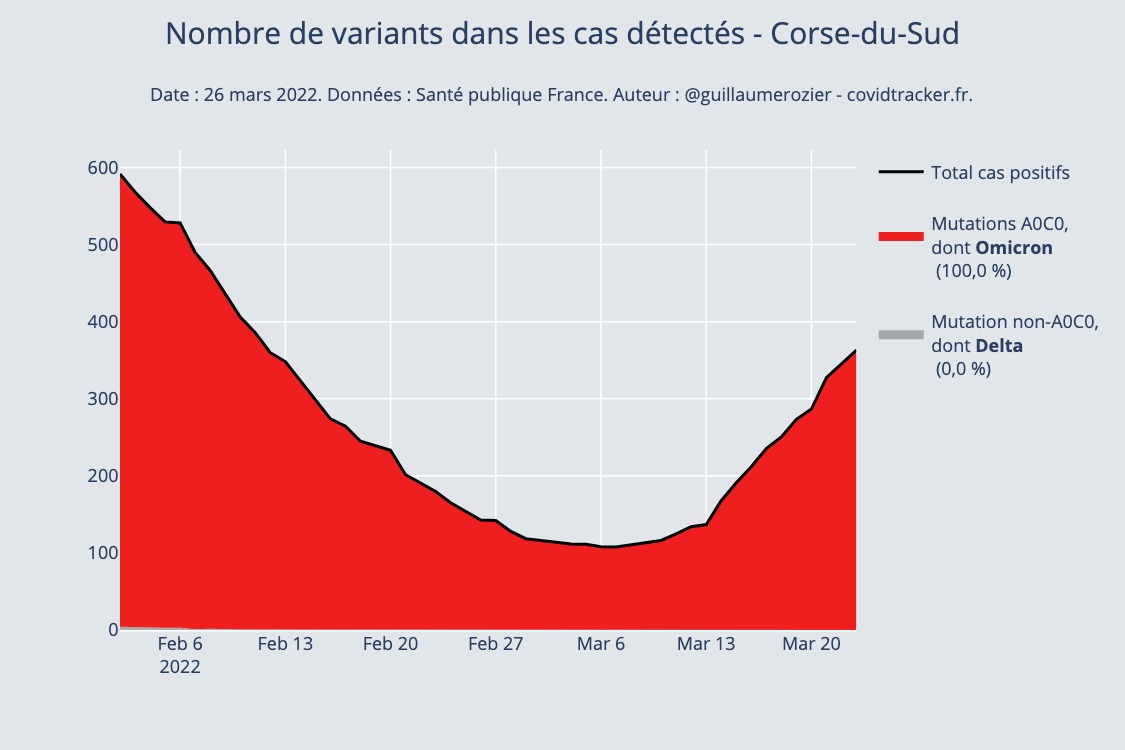 Nombre de variants dans les cas détectés - Corse-du-Sud
Date : 26 mars 2022. Données : Santé publique France. Auteur : @guillaumerozier - covidtracker.fr.
600
500
400
300
200
100
0
Feb 6
2022
Feb 13
Feb 20
Feb 27
Mar 6
Mar 13
Mar 20
Total cas positifs
Mutations A0C0,
dont Omicron
(100,0 %)
Mutation non-A0C0,
dont Delta
(0,0 %)